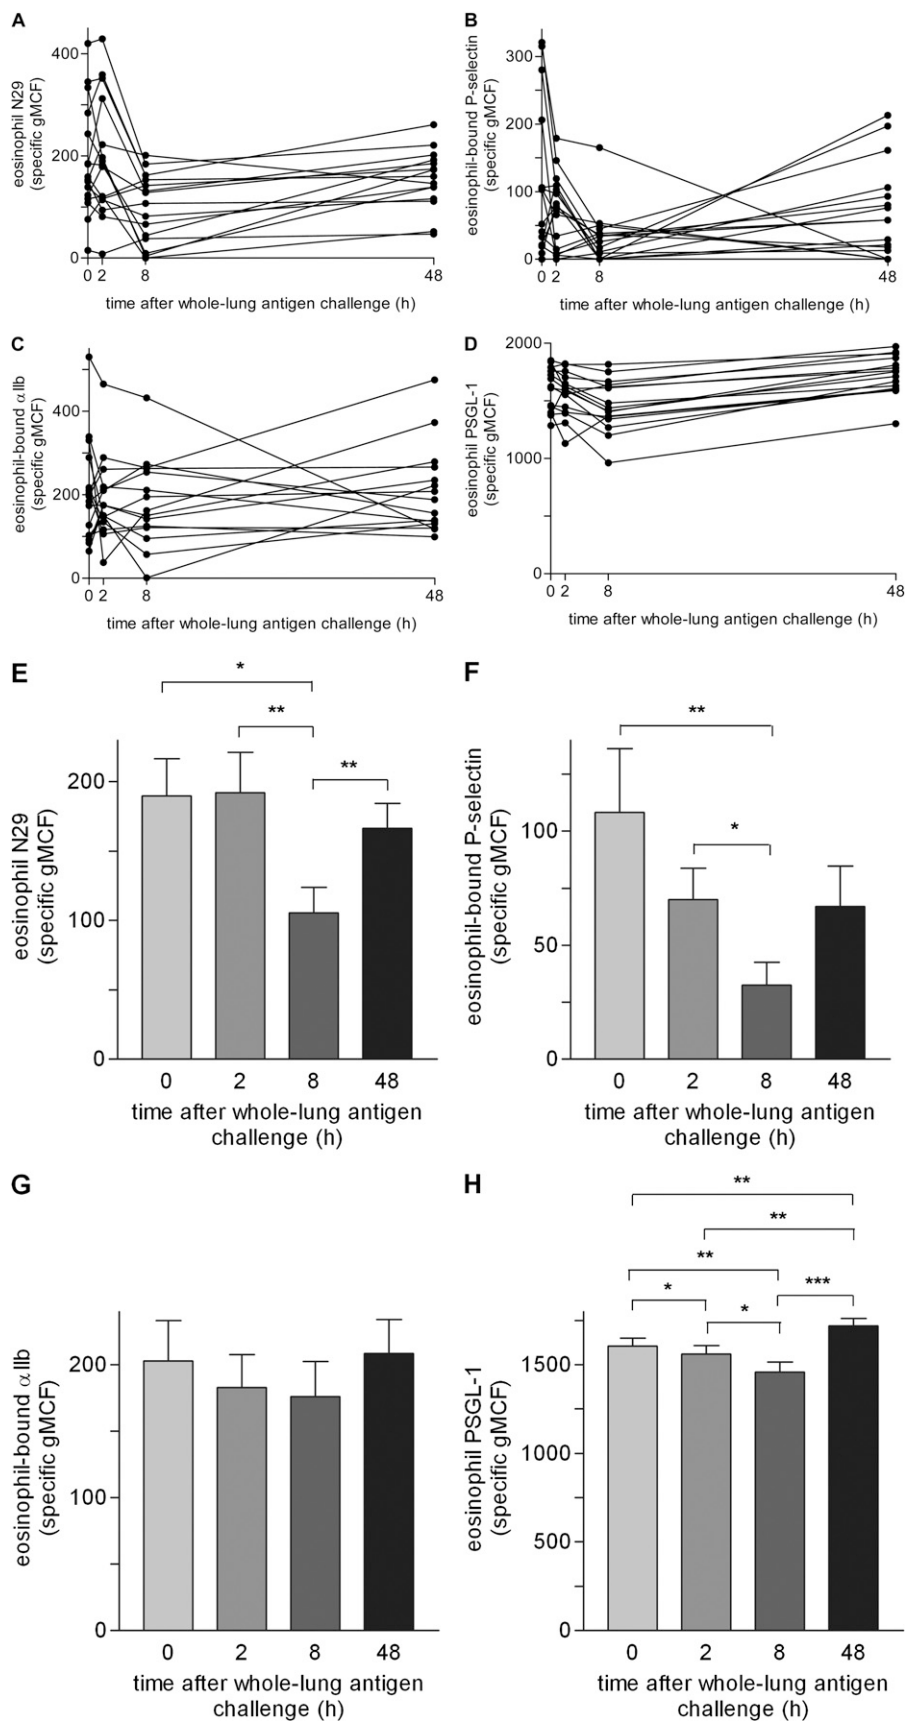 A
eosinophil N29
(specific gMCF)
400
200
0
0 2 8 48
time after whole-lung antigen challenge (h)
B
eosinophil-bound P-selectin
(specific gMCF)
300
200
100
0
0 2 8 48
time after whole-lung antigen challenge (h)
C
eosinophil-bound αIIb
(specific gMCF)
400
200
0
0 2 8 48
time after whole-lung antigen challenge (h)
D
eosinophil PSGL-1
(specific gMCF)
2000
1000
0
0 2 8 48
time after whole-lung antigen challenge (h)
E
eosinophil N29
(specific gMCF)
*
**
**
200
100
0
0 2 8 48
time after whole-lung antigen
challenge (h)
F
eosinophil-bound P-selectin
(specific gMCF)
**
*
100
50
0
0 2 8 48
time after whole-lung antigen
challenge (h)
G
eosinophil-bound αIIb
(specific gMCF)
200
100
0
0 2 8 48
time after whole-lung antigen
challenge (h)
H
eosinophil PSGL-1
(specific gMCF)
**
**
**
*
***
*
1500
1000
500
0
0 2 8 48
time after whole-lung antigen
challenge (h)